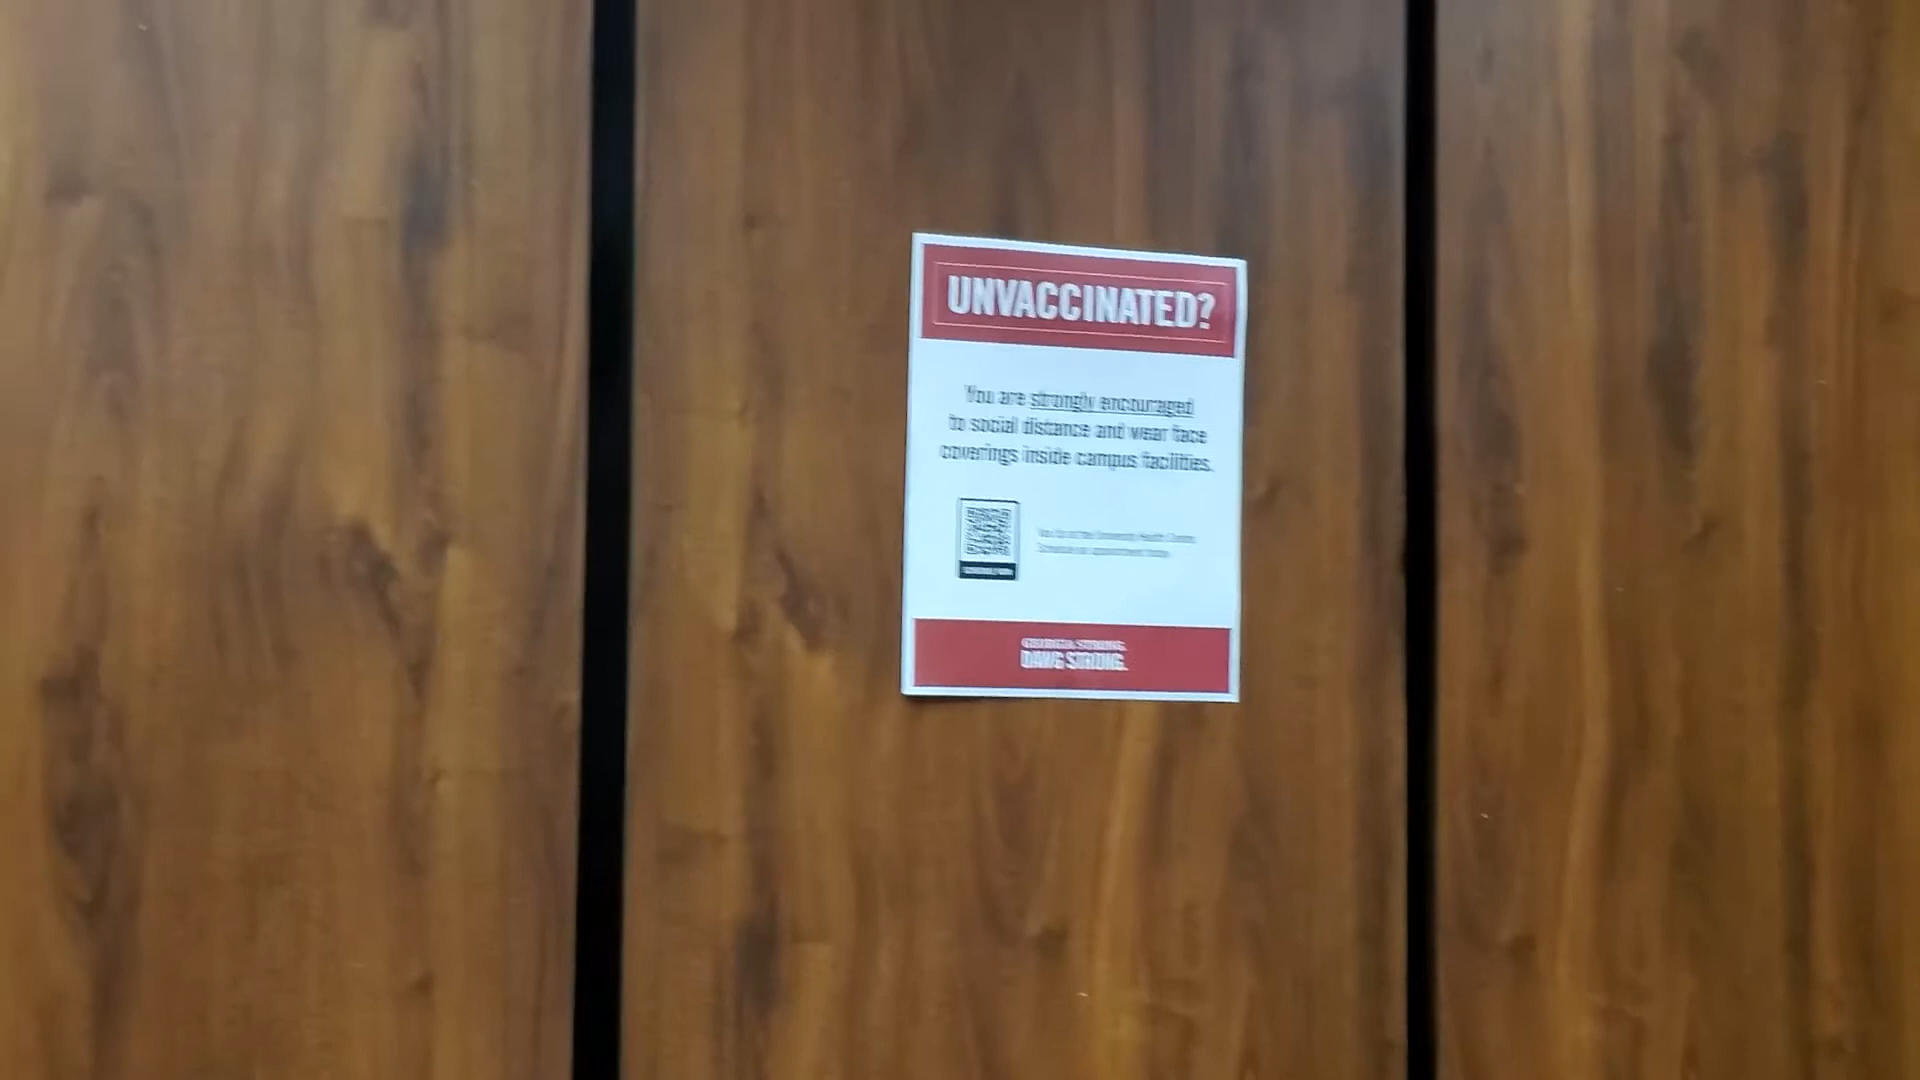 UNVACCINATED?
You are strongly encouraged
to social distance and wear face
coverings inside campus facilities.
DAWG STRONG.